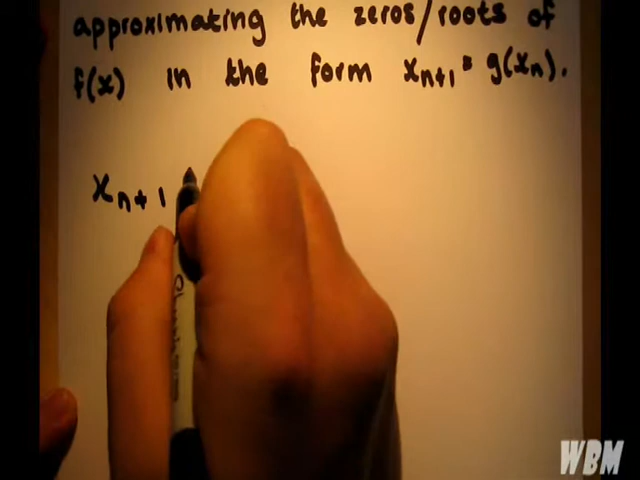 approximating the zeros/roots of
f(x) in the form xₙ₊₁ = g(xₙ).
xₙ₊₁
WBM